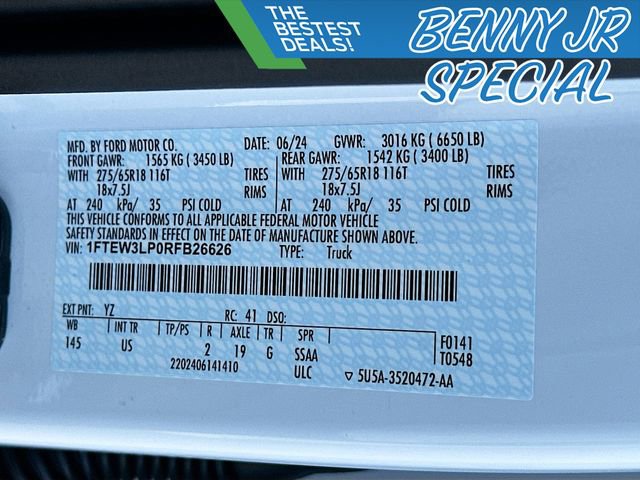 THE
BESTEST
DEALS!
BENNY JR
SPECIAL
MFD. BY FORD MOTOR CO. DATE: 06/24 GVWR: 3016 KG (6650 LB)
FRONT GAWR: 1565 KG (3450 LB) REAR GAWR: 1542 KG (3400 LB)
WITH 275/65R18 116T TIRES WITH 275/65R18 116T TIRES
18x7.5J RIMS 18x7.5J RIMS
AT 240 kPa/ 35 PSI COLD AT 240 kPa/ 35 PSI COLD
THIS VEHICLE CONFORMS TO ALL APPLICABLE FEDERAL MOTOR VEHICLE
SAFETY STANDARDS IN EFFECT ON THE DATE OF MANUFACTURE SHOWN ABOVE.
VIN: 1FTEW3LP0RFB26626 TYPE: Truck
EXT PNT: YZ RC: 41 DSO:
WB INT TR TP/PS R AXLE TR SPR F0141
145 US 2 19 G SSAA T0548
2202406141410 ULC ▽ 5U5A-3520472-AA